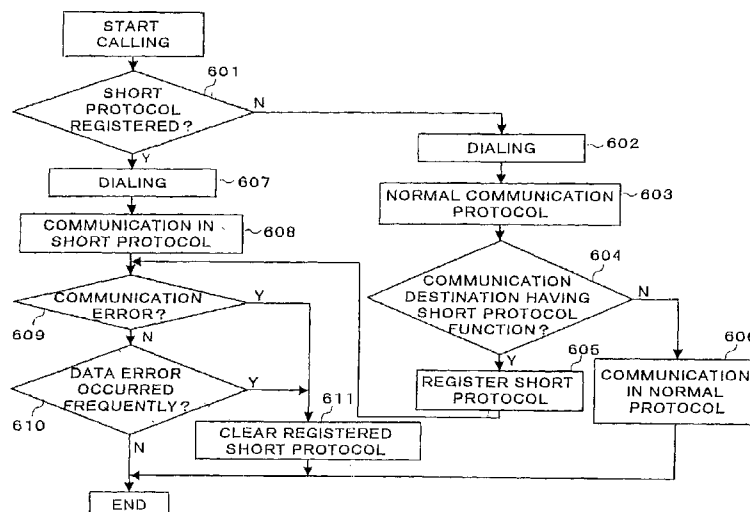 START
CALLING
601
SHORT
PROTOCOL
REGISTERED?
N
Y
DIALING
602
DIALING
607
NORMAL COMMUNICATION
PROTOCOL
603
COMMUNICATION IN
SHORT PROTOCOL
608
604
COMMUNICATION
DESTINATION HAVING
SHORT PROTOCOL
FUNCTION?
N
Y
COMMUNICATION
ERROR?
Y
609
N
605
REGISTER SHORT
PROTOCOL
606
COMMUNICATION
IN NORMAL
PROTOCOL
DATA ERROR
OCCURRED
FREQUENTLY?
Y
610
N
611
CLEAR REGISTERED
SHORT PROTOCOL
END